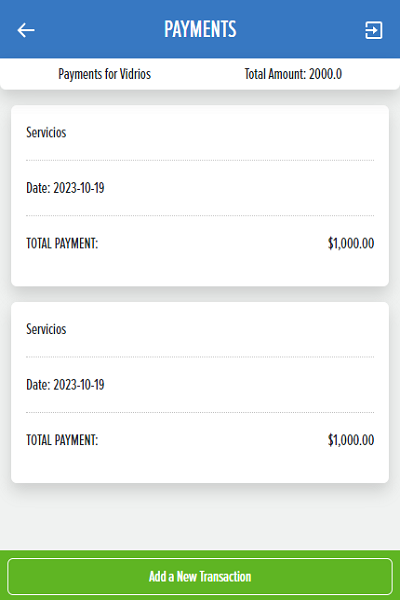 PAYMENTS
Payments for Vidrios Total Amount: 2000.0
Servicios
Date: 2023-10-19
TOTAL PAYMENT: $1,000.00
Servicios
Date: 2023-10-19
TOTAL PAYMENT: $1,000.00
Add a New Transaction